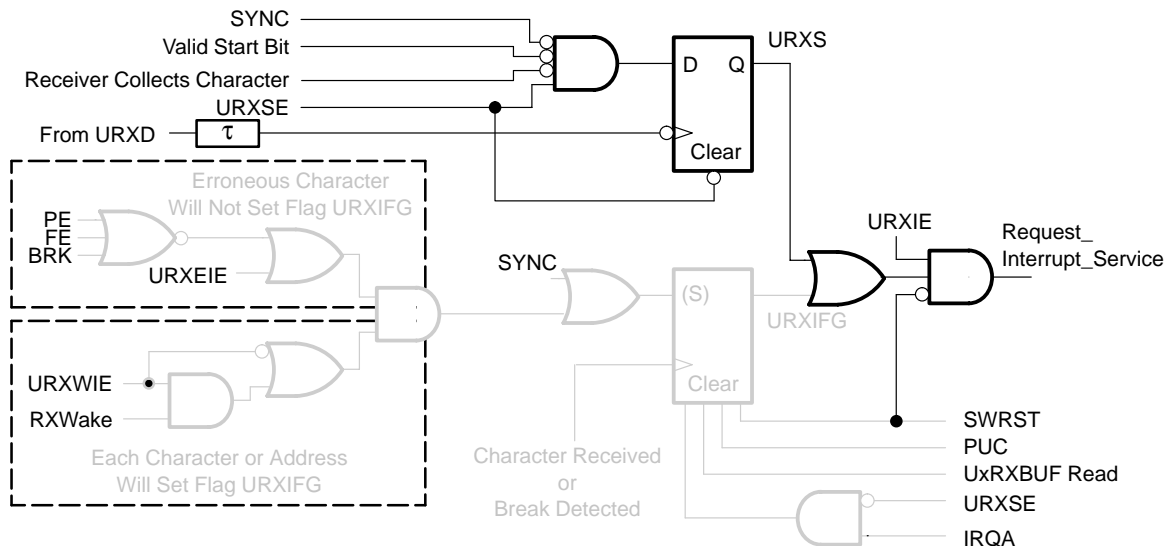 SYNC
Valid Start Bit
Receiver Collects Character
URXSE
From URXD
τ
URXS
D Q
Clear
Erroneous Character
Will Not Set Flag URXIFG
PE
FE
BRK
URXEIE
URXIE
Request_
Interrupt_Service
SYNC
(S)
URXIFG
Clear
URXWIE
RXWake
Each Character or Address
Will Set Flag URXIFG
Character Received
or
Break Detected
SWRST
PUC
UxRXBUF Read
URXSE
IRQA